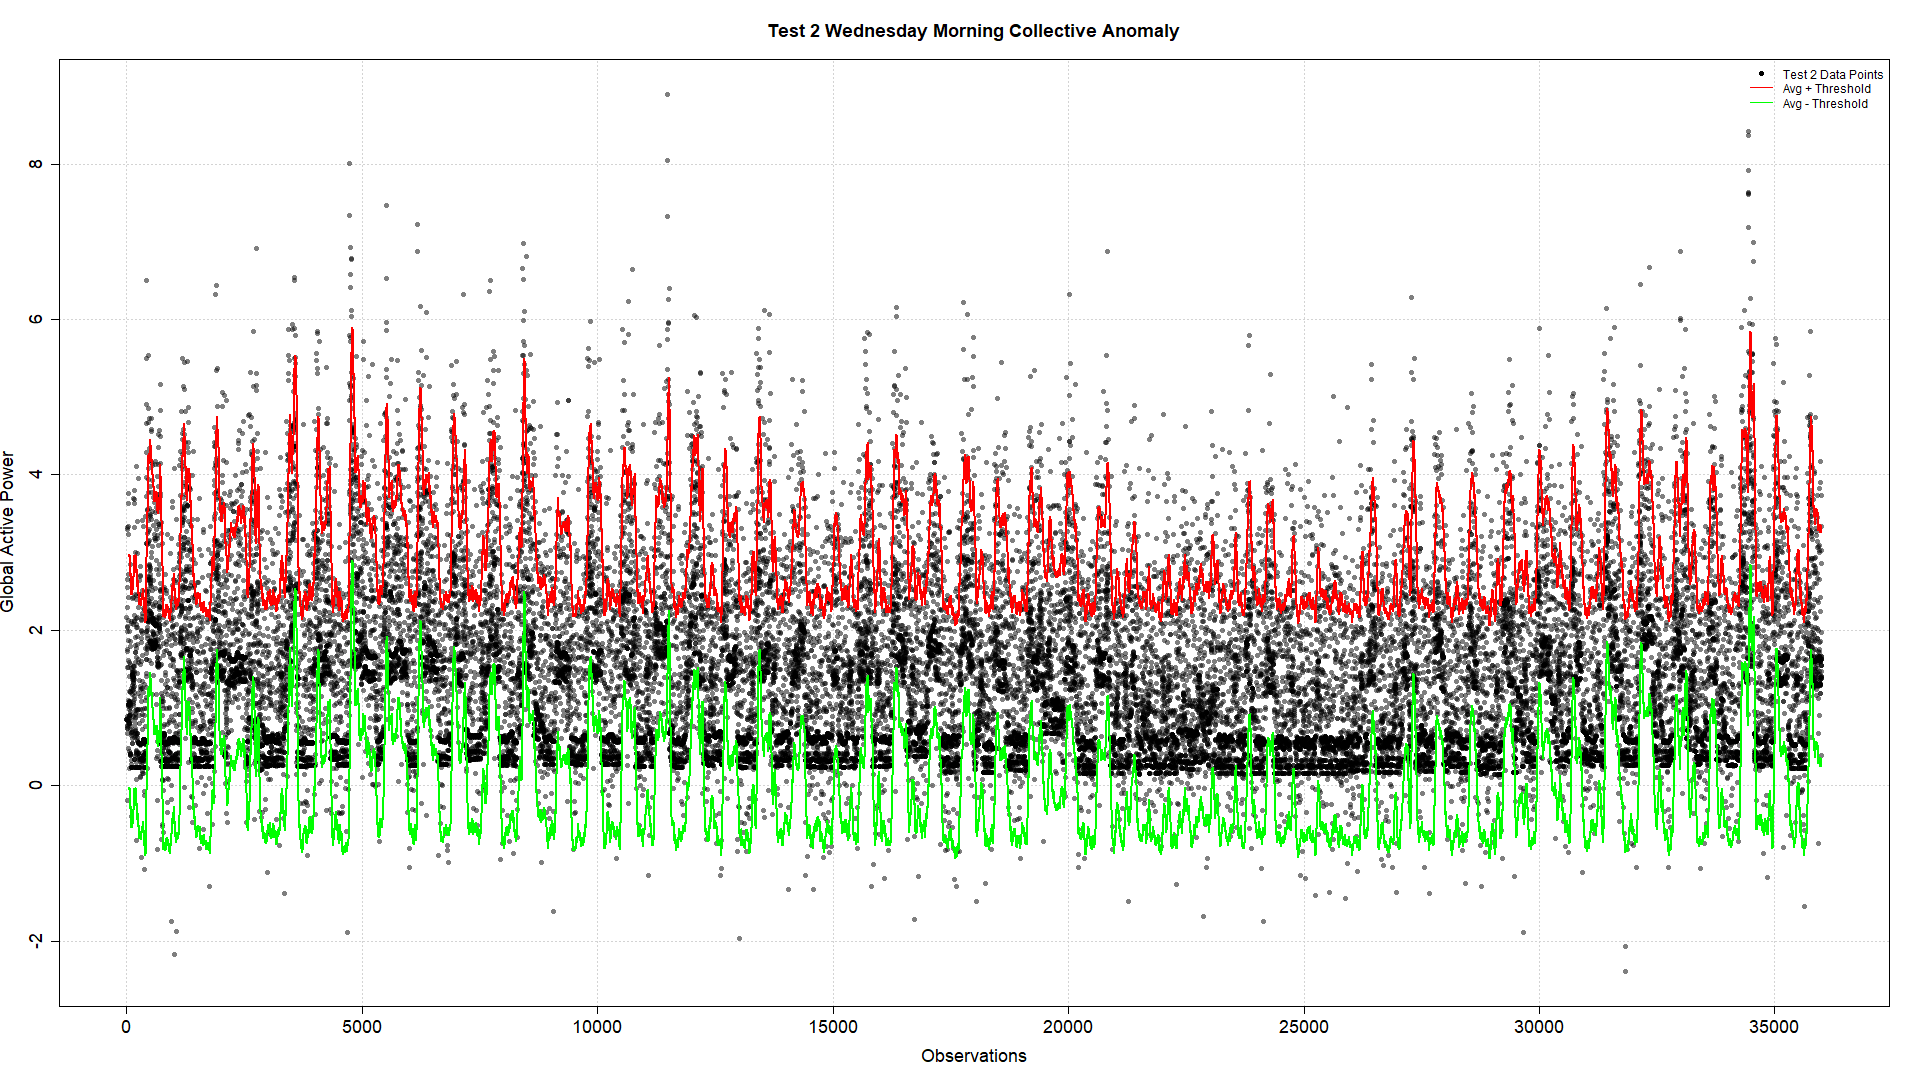 Test 2 Wednesday Morning Collective Anomaly
Test 2 Data Points
Avg + Threshold
Avg - Threshold
Global Active Power
8
6
4
2
0
-2
0 5000 10000 15000 20000 25000 30000 35000
Observations